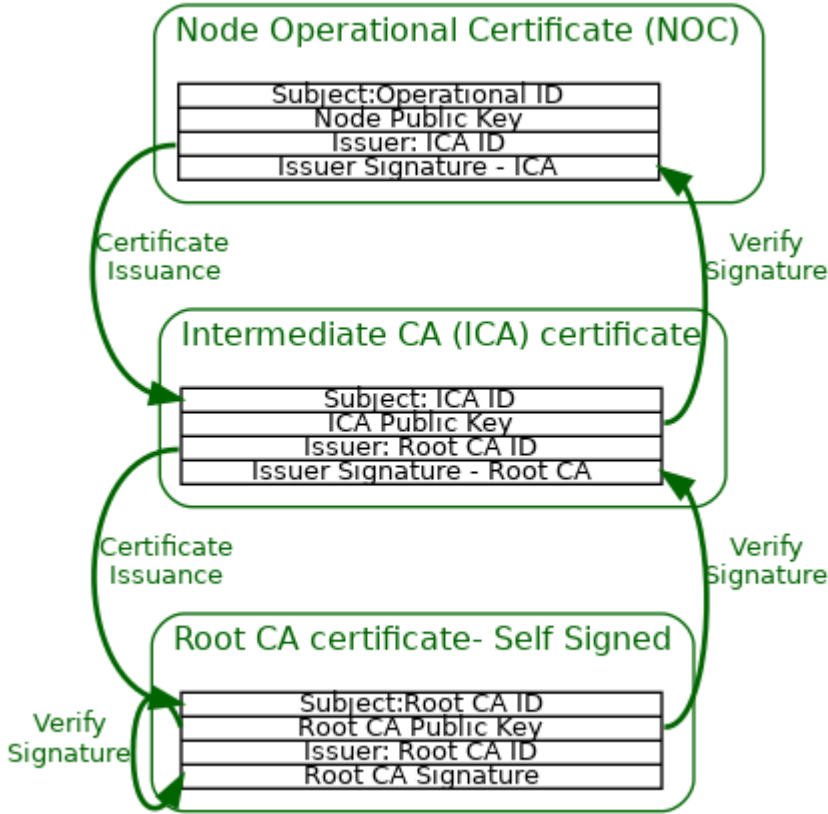 Node Operational Certificate (NOC)
Subject:Operational ID
Node Public Key
Issuer: ICA ID
Issuer Signature - ICA
Certificate
Issuance
Verify
Signature
Intermediate CA (ICA) certificate
Subject: ICA ID
ICA Public Key
Issuer: Root CA ID
Issuer Signature - Root CA
Certificate
Issuance
Verify
Signature
Root CA certificate- Self Signed
Subject:Root CA ID
Root CA Public Key
Issuer: Root CA ID
Root CA Signature
Verify
Signature